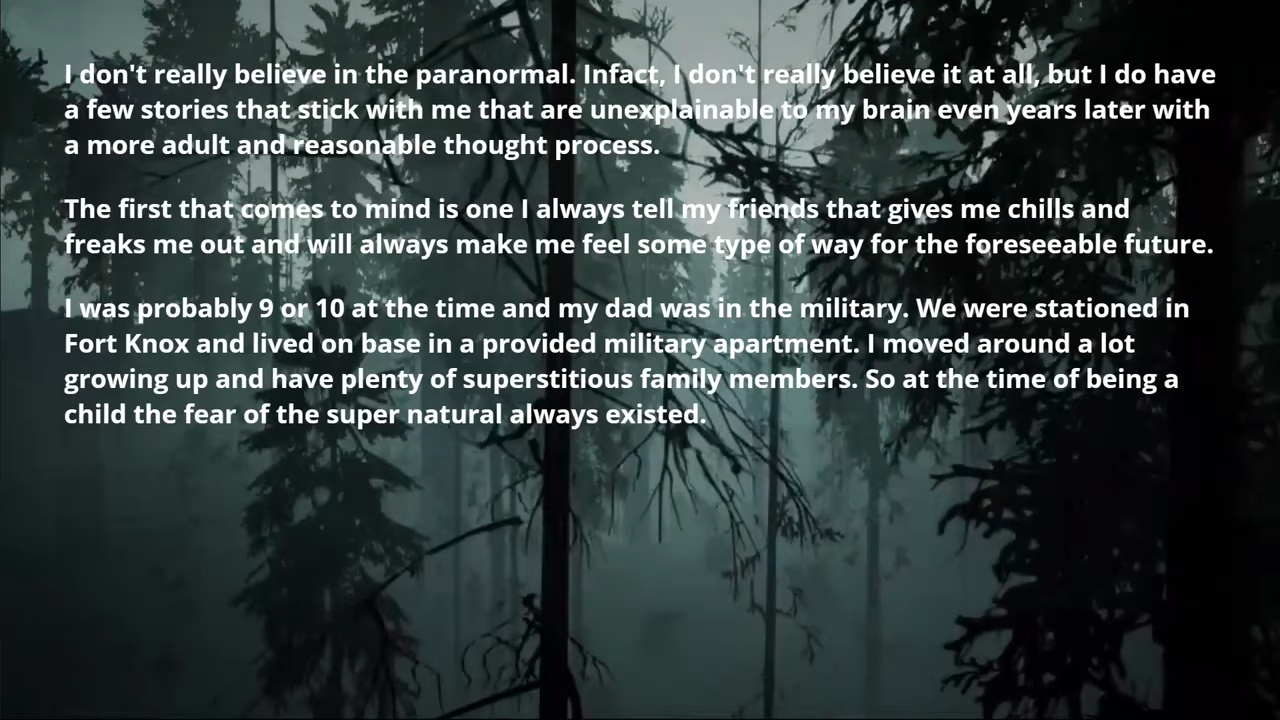 I don't really believe in the paranormal. Infact, I don't really believe it at all, but I do have
a few stories that stick with me that are unexplainable to my brain even years later with
a more adult and reasonable thought process.
The first that comes to mind is one I always tell my friends that gives me chills and
freaks me out and will always make me feel some type of way for the foreseeable future.
I was probably 9 or 10 at the time and my dad was in the military. We were stationed in
Fort Knox and lived on base in a provided military apartment. I moved around a lot
growing up and have plenty of superstitious family members. So at the time of being a
child the fear of the super natural always existed.